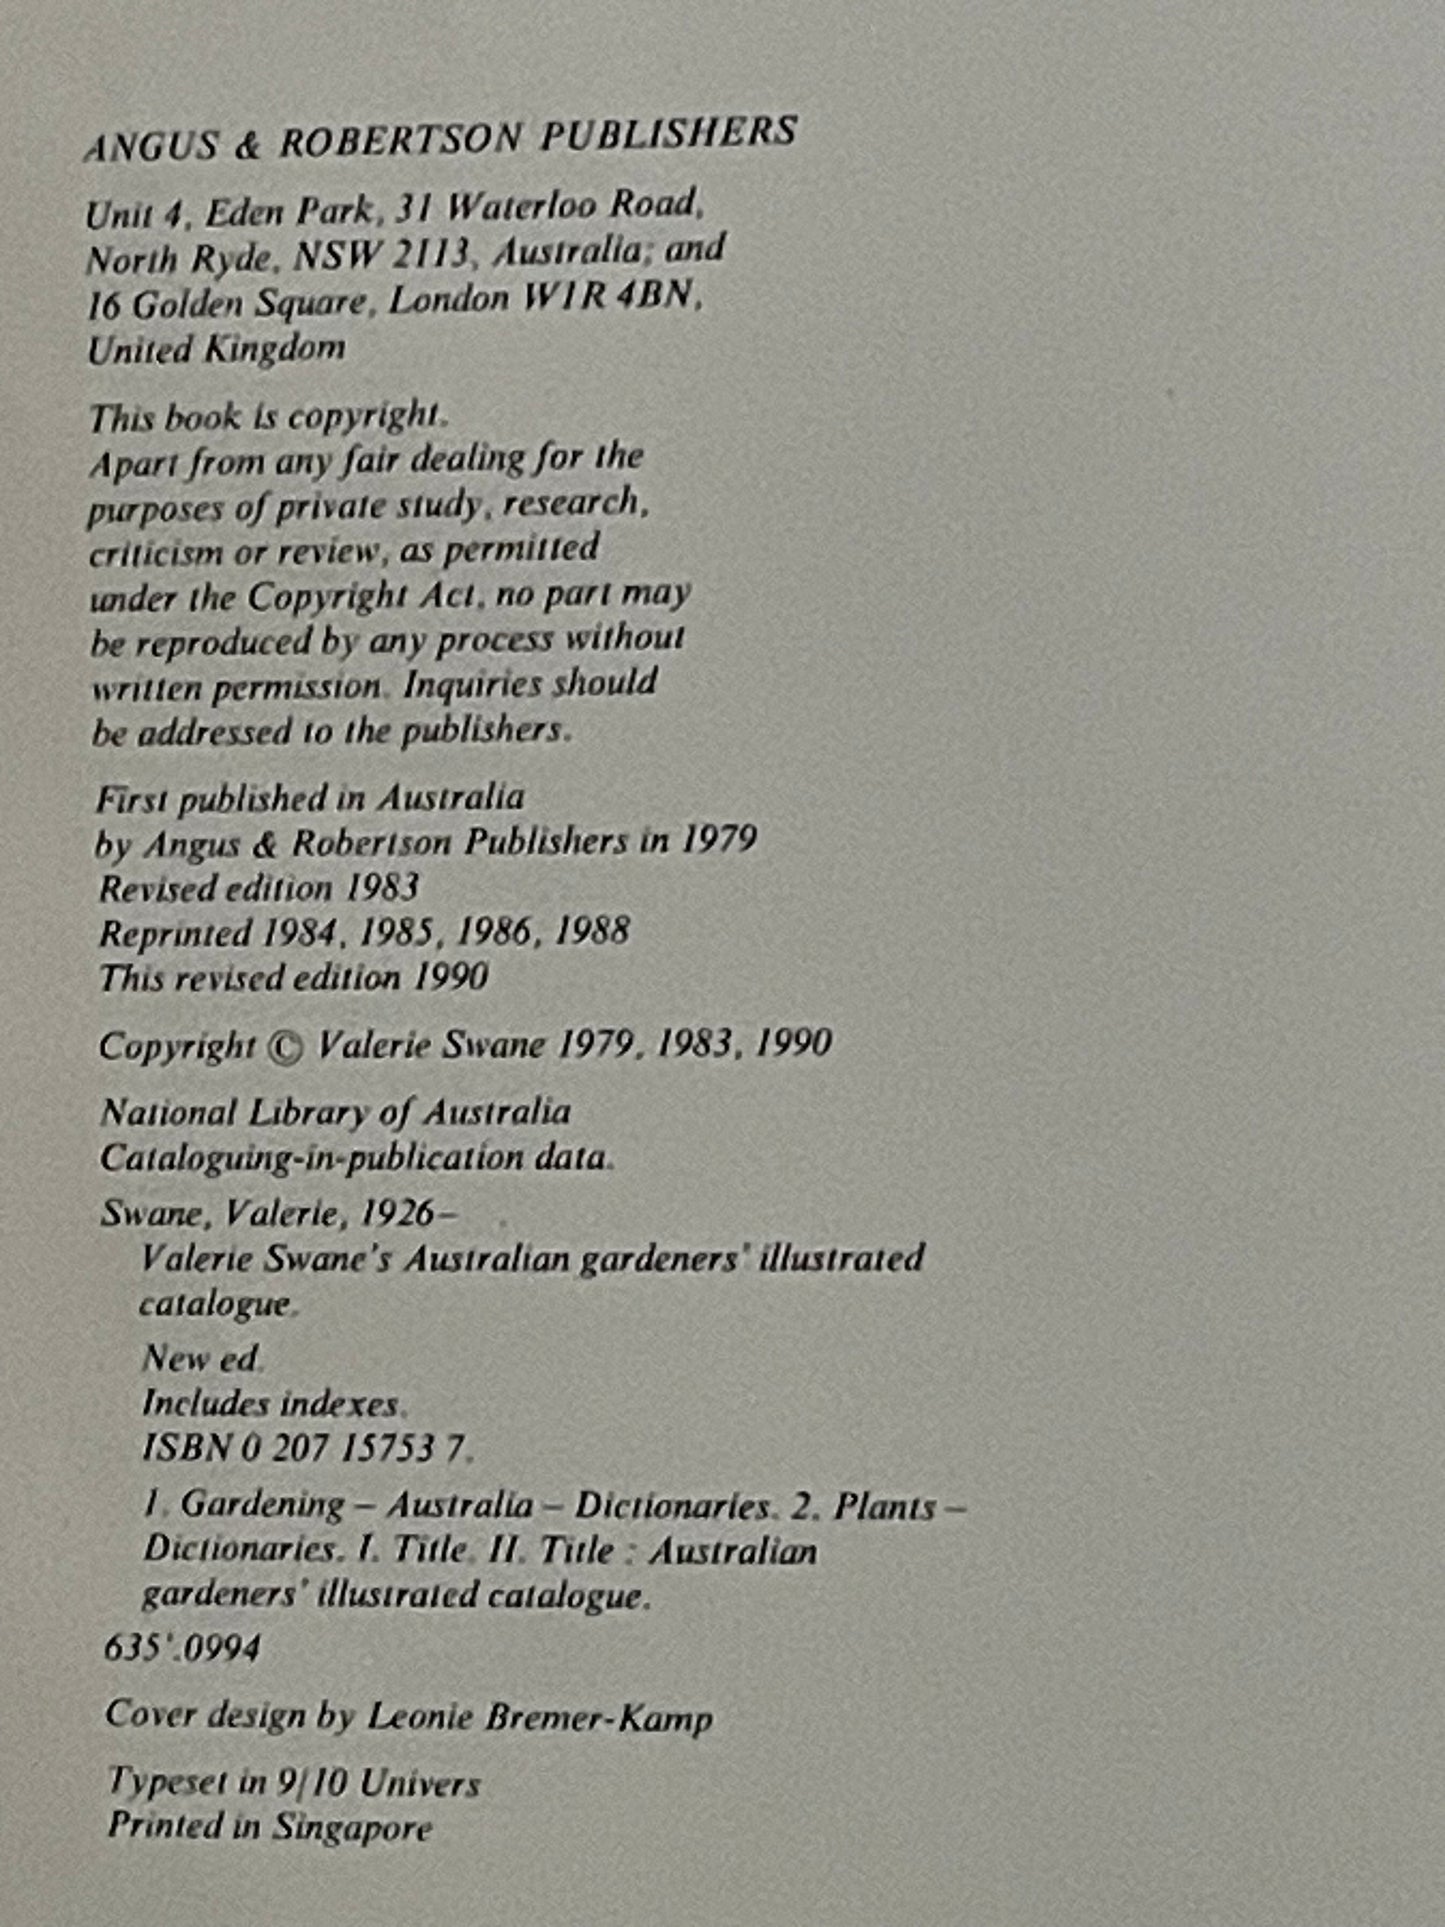 ANGUS & ROBERTSON PUBLISHERS
Unit 4, Eden Park, 31 Waterloo Road,
North Ryde, NSW 2113, Australia; and
16 Golden Square, London W1R 4BN,
United Kingdom
This book is copyright.
Apart from any fair dealing for the
purposes of private study, research,
criticism or review, as permitted
under the Copyright Act, no part may
be reproduced by any process without
written permission. Inquiries should
be addressed to the publishers.
First published in Australia
by Angus & Robertson Publishers in 1979
Revised edition 1983
Reprinted 1984, 1985, 1986, 1988
This revised edition 1990
Copyright © Valerie Swane 1979, 1983, 1990
National Library of Australia
Cataloguing-in-publication data.
Swane, Valerie, 1926–
Valerie Swane's Australian gardeners' illustrated
catalogue.
New ed.
Includes indexes.
ISBN 0 207 15753 7.
1. Gardening – Australia – Dictionaries. 2. Plants –
Dictionaries. I. Title. II. Title : Australian
gardeners' illustrated catalogue.
635'.0994
Cover design by Leonie Bremer-Kamp
Typeset in 9/10 Univers
Printed in Singapore